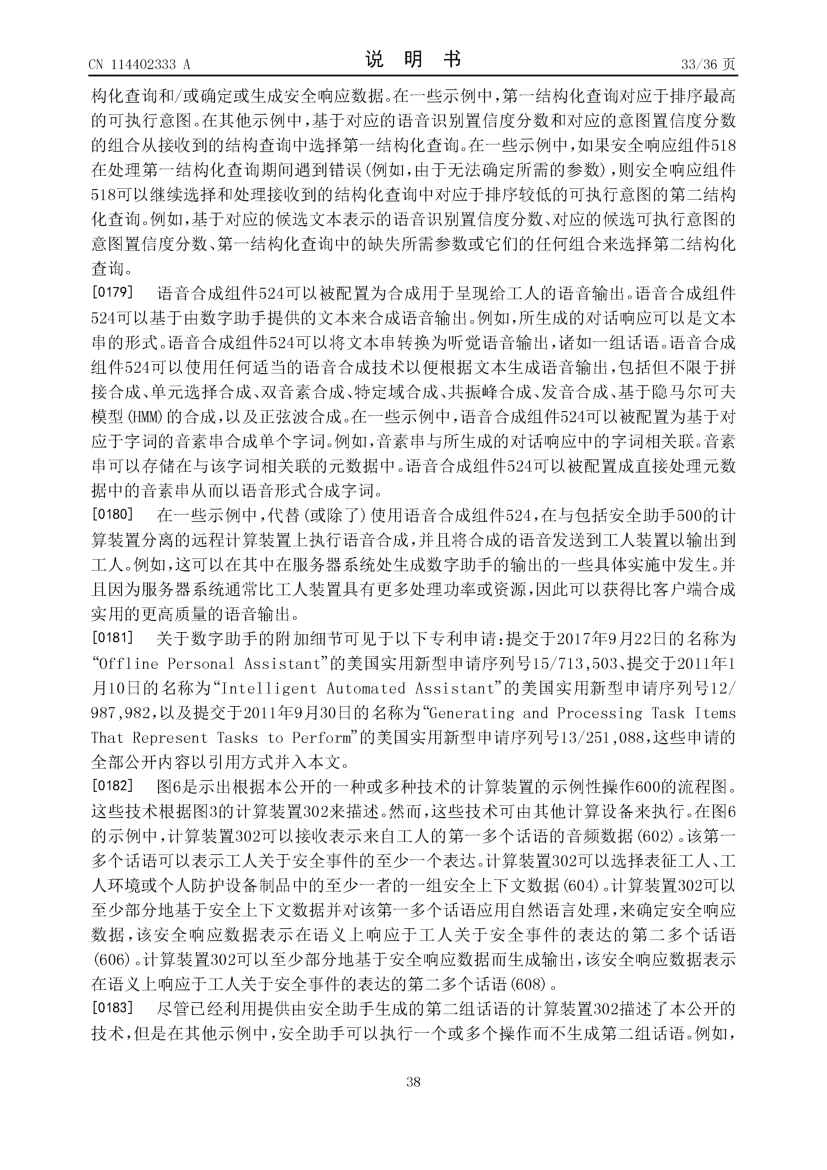 CN 114402333 A
说 明 书
33/36 页
构化查询和/或确定或生成安全响应数据。在一些示例中,第一结构化查询对应于排序最高
的可执行意图。在其他示例中,基于对应的语音识别置信度分数和对应的意图置信度分数
的组合从接收到的结构查询中选择第一结构化查询。在一些示例中,如果安全响应组件518
在处理第一结构化查询期间遇到错误(例如,由于无法确定所需的参数),则安全响应组件
518可以继续选择和处理接收到的结构化查询中对应于排序较低的可执行意图的第二结构
化查询。例如,基于对应的候选文本表示的语音识别置信度分数、对应的候选可执行意图的
意图置信度分数、第一结构化查询中的缺失所需参数或它们的任何组合来选择第二结构化
查询。
[0179] 语音合成组件524可以被配置为合成用于呈现给工人的语音输出。语音合成组件
524可以基于由数字助手提供的文本来合成语音输出。例如,所生成的对话响应可以是文本
串的形式。语音合成组件524可以将文本串转换为听觉语音输出,诸如一组话语。语音合成
组件524可以使用任何适当的语音合成技术以便根据文本生成语音输出,包括但不限于拼
接合成、单元选择合成、双音素合成、特定域合成、共振峰合成、发音合成、基于隐马尔可夫
模型(HMM)的合成,以及正弦波合成。在一些示例中,语音合成组件524可以被配置为基于对
应于字词的音素串合成单个字词。例如,音素串与所生成的对话响应中的字词相关联。音素
串可以存储在与该字词相关联的元数据中。语音合成组件524可以被配置成直接处理元数
据中的音素串从而以语音形式合成字词。
[0180] 在一些示例中,代替(或除了)使用语音合成组件524,在与包括安全助手500的计
算装置分离的远程计算装置上执行语音合成,并且将合成的语音发送到工人装置以输出到
工人。例如,这可以在其中在服务器系统处生成数字助手的输出的一些具体实施中发生。并
且因为服务器系统通常比工人装置具有更多处理功率或资源,因此可以获得比客户端合成
实用的更高质量的语音输出。
[0181] 关于数字助手的附加细节可见于以下专利申请:提交于2017年9月22日的名称为
“Offline Personal Assistant”的美国实用新型申请序列号15/713,503、提交于2011年1
月10日的名称为“Intelligent Automated Assistant”的美国实用新型申请序列号12/
987,982,以及提交于2011年9月30日的名称为“Generating and Processing Task Items
That Represent Tasks to Perform”的美国实用新型申请序列号13/251,088,这些申请的
全部公开内容以引用方式并入本文。
[0182] 图6是示出根据本公开的一种或多种技术的计算装置的示例性操作600的流程图。
这些技术根据图3的计算装置302来描述。然而,这些技术可由其他计算设备来执行。在图6
的示例中,计算装置302可以接收表示来自工人的第一多个话语的音频数据(602)。该第一
多个话语可以表示工人关于安全事件的至少一个表达。计算装置302可以选择表征工人、工
人环境或个人防护设备制品中的至少一者的一组安全上下文数据(604)。计算装置302可以
至少部分地基于安全上下文数据并对该第一多个话语应用自然语言处理,来确定安全响应
数据,该安全响应数据表示在语义上响应于工人关于安全事件的表达的第二多个话语
(606)。计算装置302可以至少部分地基于安全响应数据而生成输出,该安全响应数据表示
在语义上响应于工人关于安全事件的表达的第二多个话语(608)。
[0183] 尽管已经利用提供由安全助手生成的第二组话语的计算装置302描述了本公开的
技术,但是在其他示例中,安全助手可以执行一个或多个操作而不生成第二组话语。例如,
38